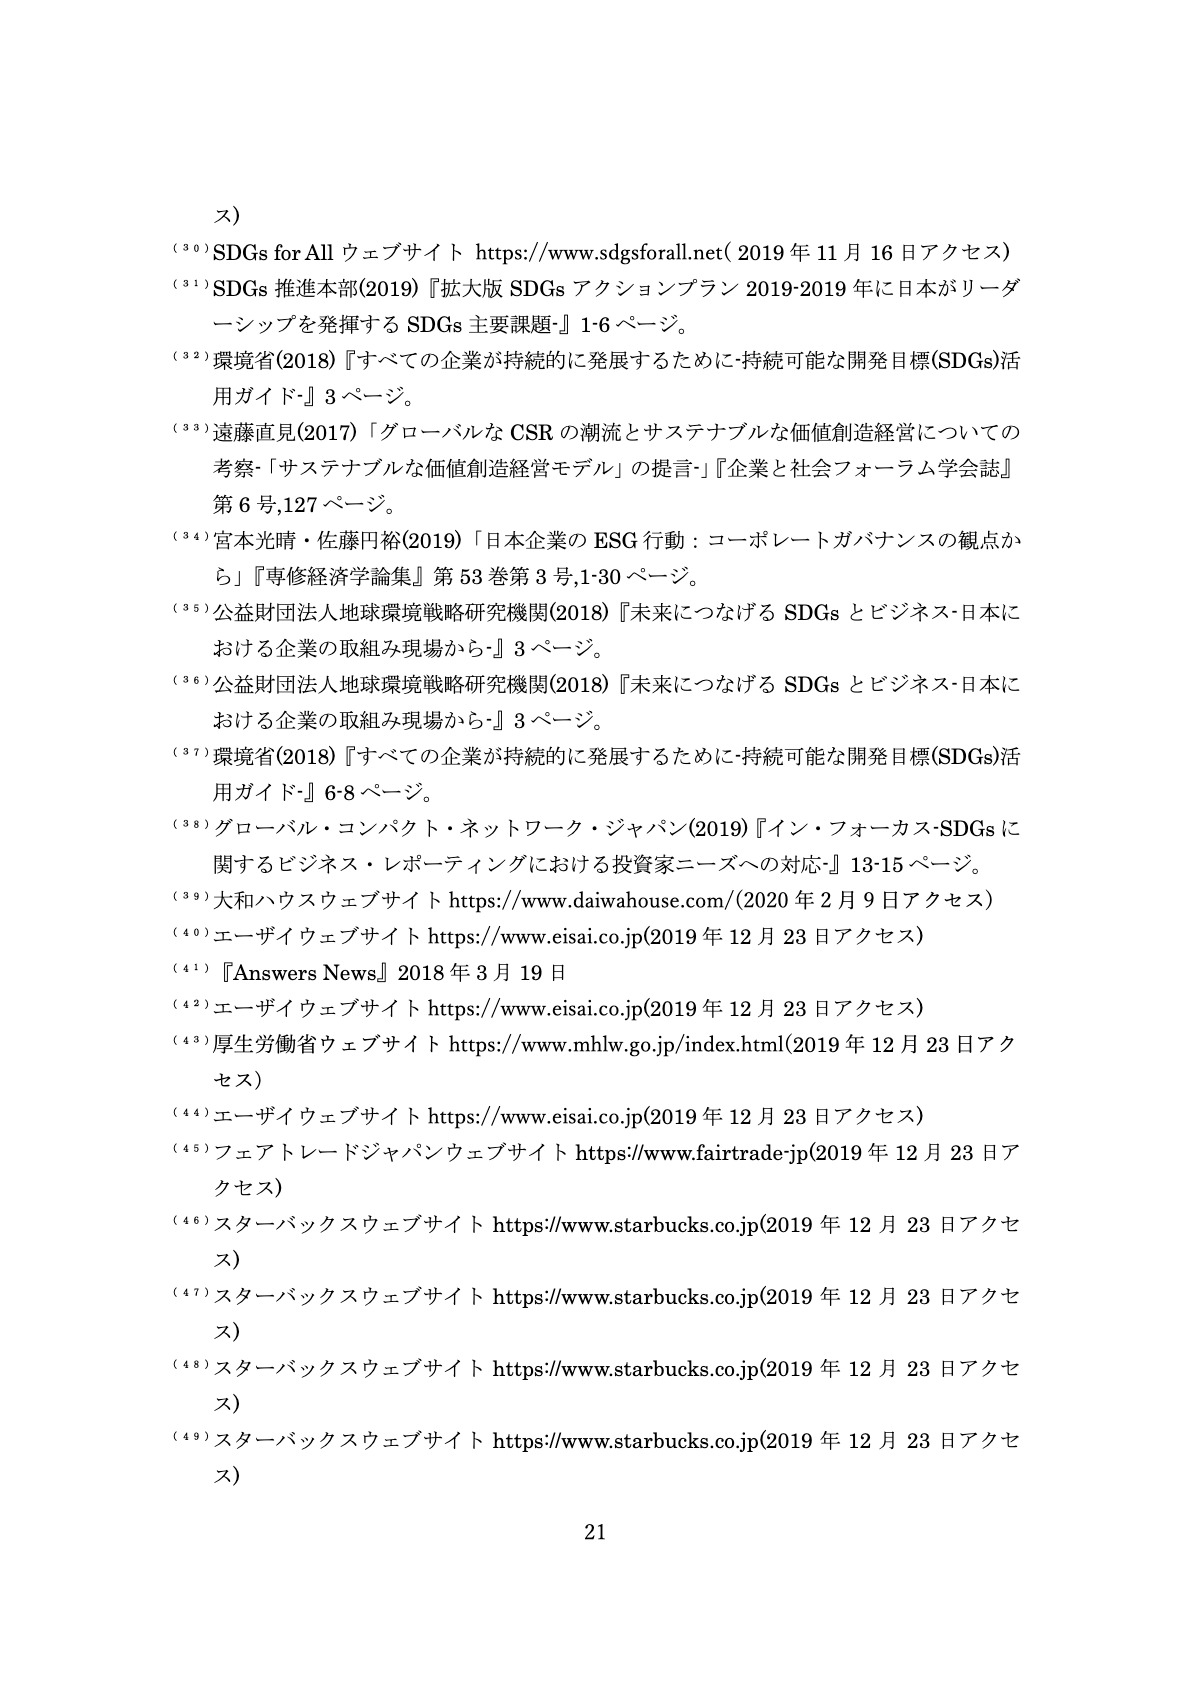 ス)
(30)SDGs for All ウェブサイト https://www.sdgsforall.net( 2019 年 11 月 16 日アクセス)
(31)SDGs 推進本部(2019)『拡大版 SDGs アクションプラン 2019-2019 年に日本がリーダ
ーシップを発揮する SDGs 主要課題-』1-6 ページ。
(32)環境省(2018)『すべての企業が持続的に発展するために-持続可能な開発目標(SDGs)活
用ガイド-』3 ページ。
(33)遠藤直見(2017)「グローバルな CSR の潮流とサステナブルな価値創造経営についての
考察-「サステナブルな価値創造経営モデル」の提言-」『企業と社会フォーラム学会誌』
第 6 号,127 ページ。
(34)宮本光晴・佐藤円裕(2019)「日本企業の ESG 行動 : コーポレートガバナンスの観点か
ら」『専修経済学論集』第 53 巻第 3 号,1-30 ページ。
(35)公益財団法人地球環境戦略研究機関(2018)『未来につなげる SDGs とビジネス-日本に
おける企業の取組み現場から-』3 ページ。
(36)公益財団法人地球環境戦略研究機関(2018)『未来につなげる SDGs とビジネス-日本に
おける企業の取組み現場から-』3 ページ。
(37)環境省(2018)『すべての企業が持続的に発展するために-持続可能な開発目標(SDGs)活
用ガイド-』6-8 ページ。
(38)グローバル・コンパクト・ネットワーク・ジャパン(2019)『イン・フォーカス-SDGs に
関するビジネス・レポーティングにおける投資家ニーズへの対応-』13-15 ページ。
(39)大和ハウスウェブサイト https://www.daiwahouse.com/(2020 年 2 月 9 日アクセス)
(40)エーザイウェブサイト https://www.eisai.co.jp(2019 年 12 月 23 日アクセス)
(41)『Answers News』2018 年 3 月 19 日
(42)エーザイウェブサイト https://www.eisai.co.jp(2019 年 12 月 23 日アクセス)
(43)厚生労働省ウェブサイト https://www.mhlw.go.jp/index.html(2019 年 12 月 23 日アク
セス)
(44)エーザイウェブサイト https://www.eisai.co.jp(2019 年 12 月 23 日アクセス)
(45)フェアトレードジャパンウェブサイト https://www.fairtrade-jp(2019 年 12 月 23 日ア
クセス)
(46)スターバックスウェブサイト https://www.starbucks.co.jp(2019 年 12 月 23 日アクセ
ス)
(47)スターバックスウェブサイト https://www.starbucks.co.jp(2019 年 12 月 23 日アクセ
ス)
(48)スターバックスウェブサイト https://www.starbucks.co.jp(2019 年 12 月 23 日アクセ
ス)
(49)スターバックスウェブサイト https://www.starbucks.co.jp(2019 年 12 月 23 日アクセ
ス)
21